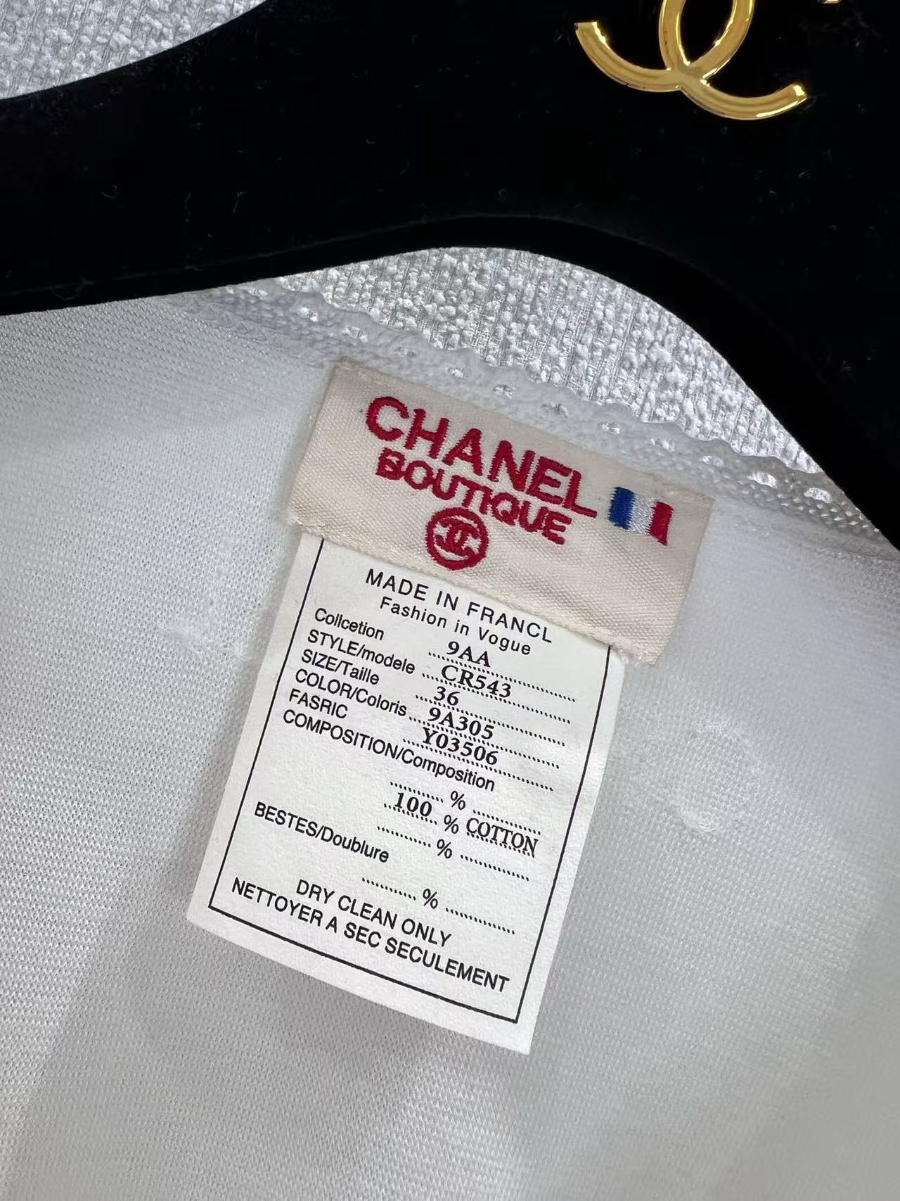 CHANEL
BOUTIQUE
MADE IN FRANCL
Fashion in Vogue
Collcetion 9AA
STYLE/modele CR543
SIZE/Taille 36
COLOR/Coloris 9A305
FASRIC Y03506
COMPOSITION/Composition
%
100 % COTTON
%
BESTES/Doublure
%
DRY CLEAN ONLY
NETTOYER A SEC SECULEMENT